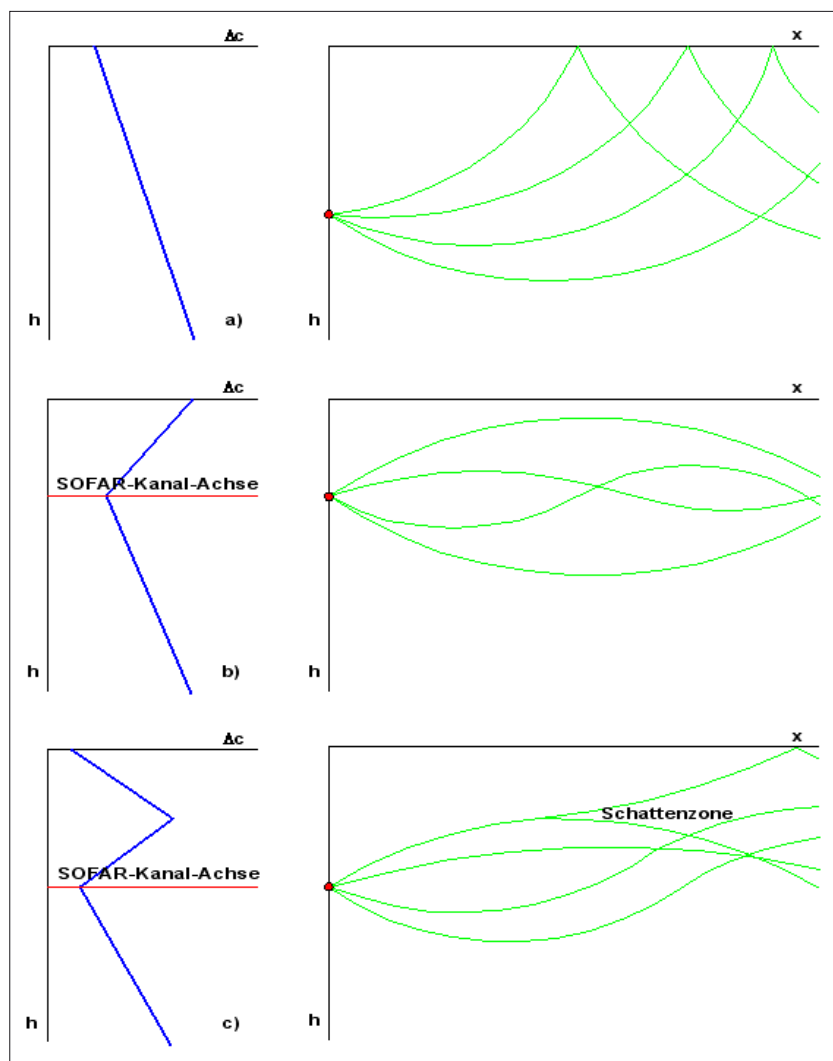 Δc
x
h
a)
h
Δc
x
SOFAR-Kanal-Achse
h
b)
h
Δc
x
Schattenzone
SOFAR-Kanal-Achse
h
c)
h